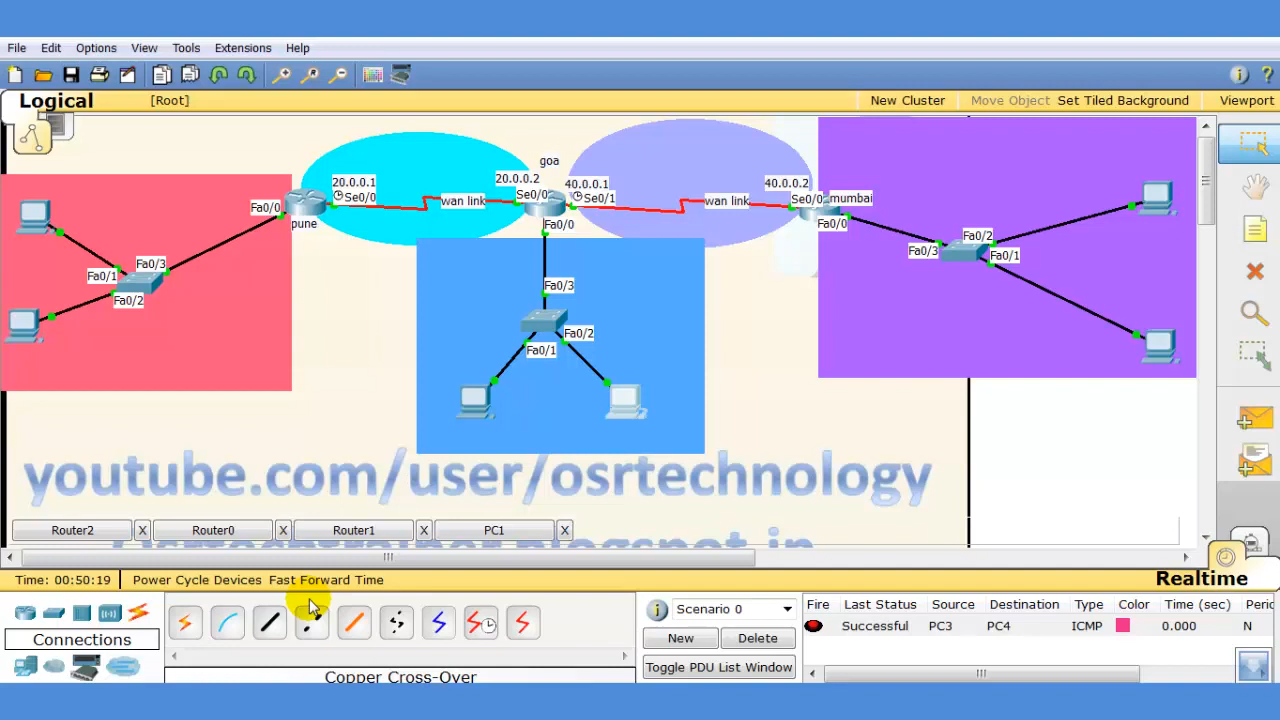 File Edit Options View Tools Extensions Help
Logical [Root] New Cluster Move Object Set Tiled Background Viewport
goa
20.0.0.1 20.0.0.2 40.0.0.1 40.0.0.2
Se0/0 wan link Se0/0 Se0/1 wan link Se0/0 mumbai
Fa0/0 pune Fa0/0 Fa0/0
Fa0/3 Fa0/2
Fa0/1 Fa0/3 Fa0/1
Fa0/2 Fa0/3
Fa0/2
Fa0/1
youtube.com/user/osrtechnology
Router2 X Router0 X Router1 X PC1 X
Osrtechtrainer.blogspot.in
Time: 00:50:19 Power Cycle Devices Fast Forward Time Realtime
Scenario 0 Fire Last Status Source Destination Type Color Time (sec)
Connections New Delete Successful PC3 PC4 ICMP 0.000 N
Toggle PDU List Window
Copper Cross-Over